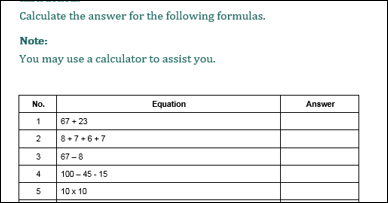 Calculate the answer for the following formulas.
Note:
You may use a calculator to assist you.
No. Equation Answer
1 67 + 23
2 8 + 7 + 6 + 7
3 67 – 8
4 100 – 45 - 15
5 10 x 10